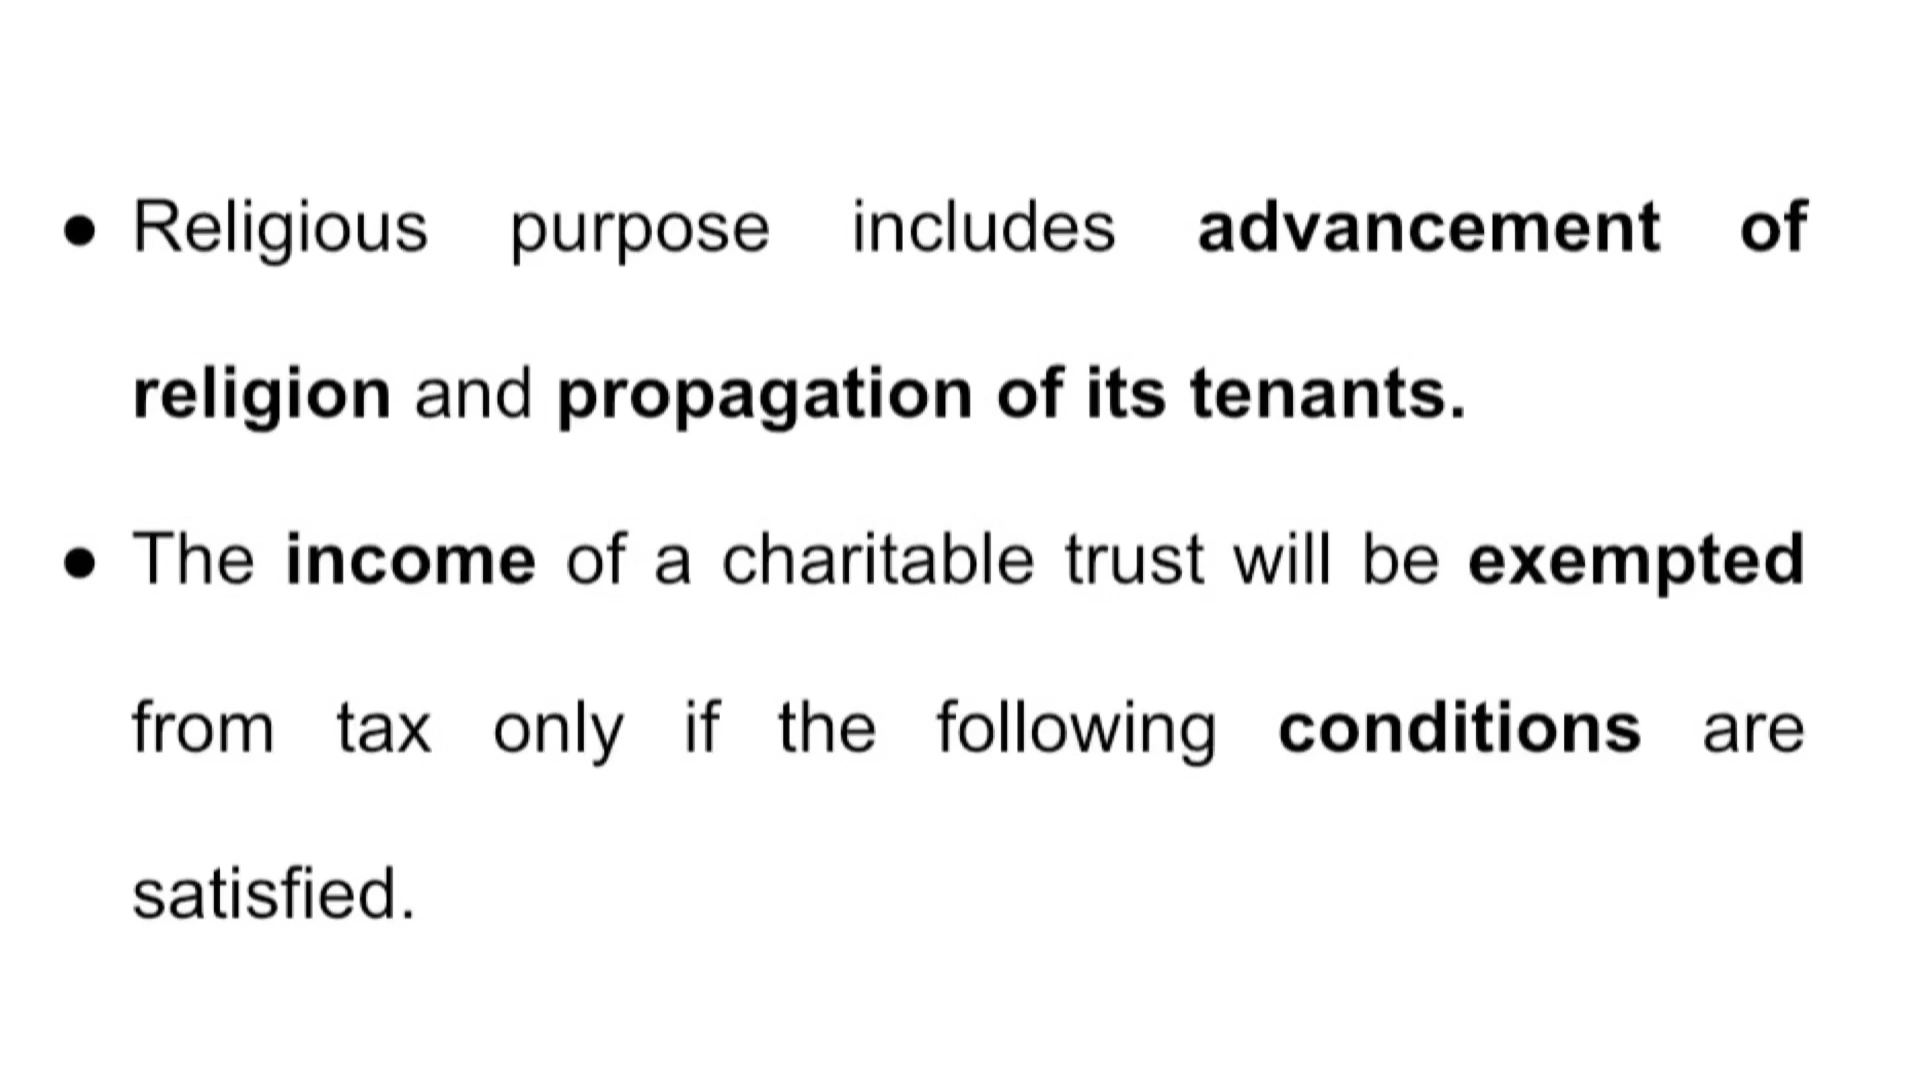 ● Religious purpose includes advancement of
religion and propagation of its tenants.
● The income of a charitable trust will be exempted
from tax only if the following conditions are
satisfied.